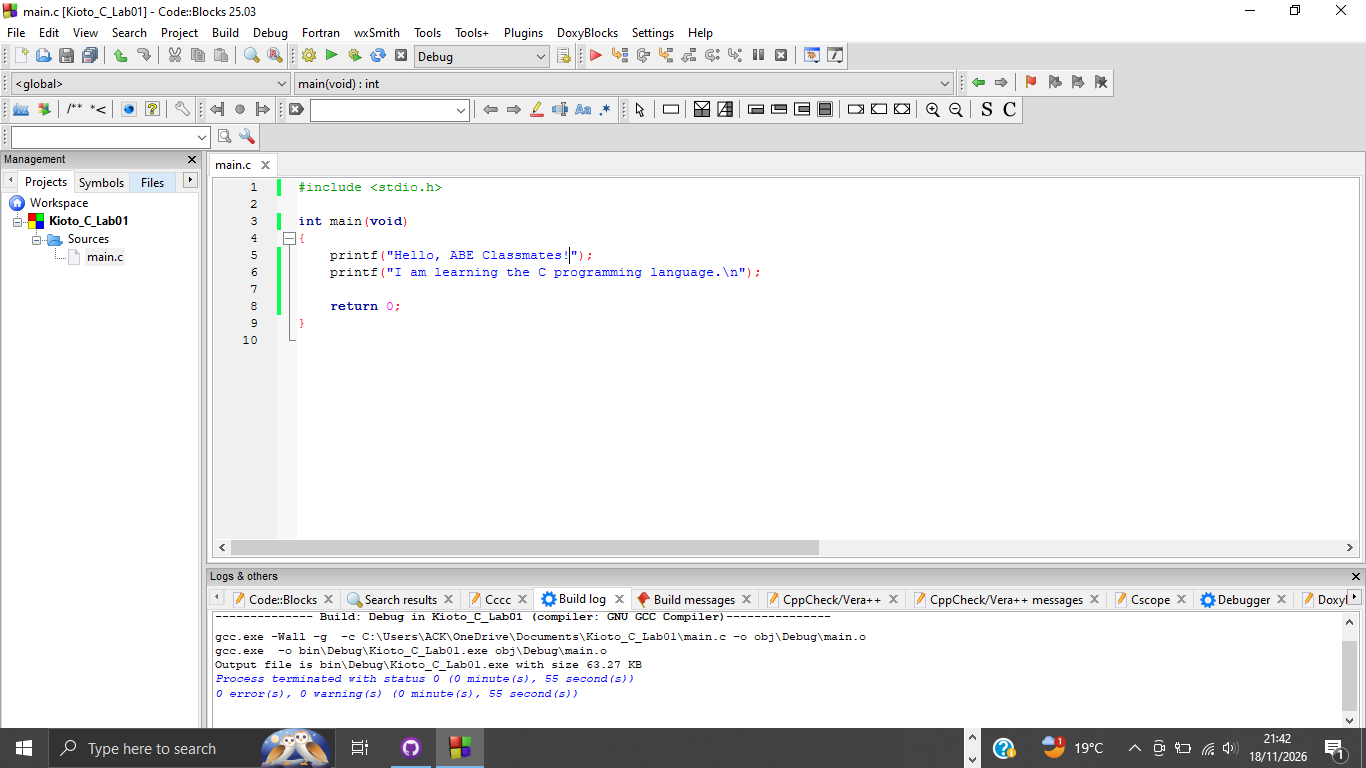 main.c [Kioto_C_Lab01] - Code::Blocks 25.03
File Edit View Search Project Build Debug Fortran wxSmith Tools Tools+ Plugins DoxyBlocks Settings Help
Debug
<global> main(void) : int
/** *<
Aa .* S C
Management
Projects Symbols Files
Workspace
Kioto_C_Lab01
Sources
main.c
main.c
1 #include <stdio.h>
2
3 int main(void)
4 {
5 printf("Hello, ABE Classmates!");
6 printf("I am learning the C programming language.\n");
7
8 return 0;
9 }
10
Logs & others
Code::Blocks Search results Cccc Build log Build messages CppCheck/Vera++ CppCheck/Vera++ messages Cscope Debugger Doxyl
-------------- Build: Debug in Kioto_C_Lab01 (compiler: GNU GCC Compiler)---------------
gcc.exe -Wall -g -c C:\Users\ACK\OneDrive\Documents\Kioto_C_Lab01\main.c -o obj\Debug\main.o
gcc.exe -o bin\Debug\Kioto_C_Lab01.exe obj\Debug\main.o
Output file is bin\Debug\Kioto_C_Lab01.exe with size 63.27 KB
Process terminated with status 0 (0 minute(s), 55 second(s))
0 error(s), 0 warning(s) (0 minute(s), 55 second(s))
Type here to search
1 19°C
21:42
18/11/2026
1